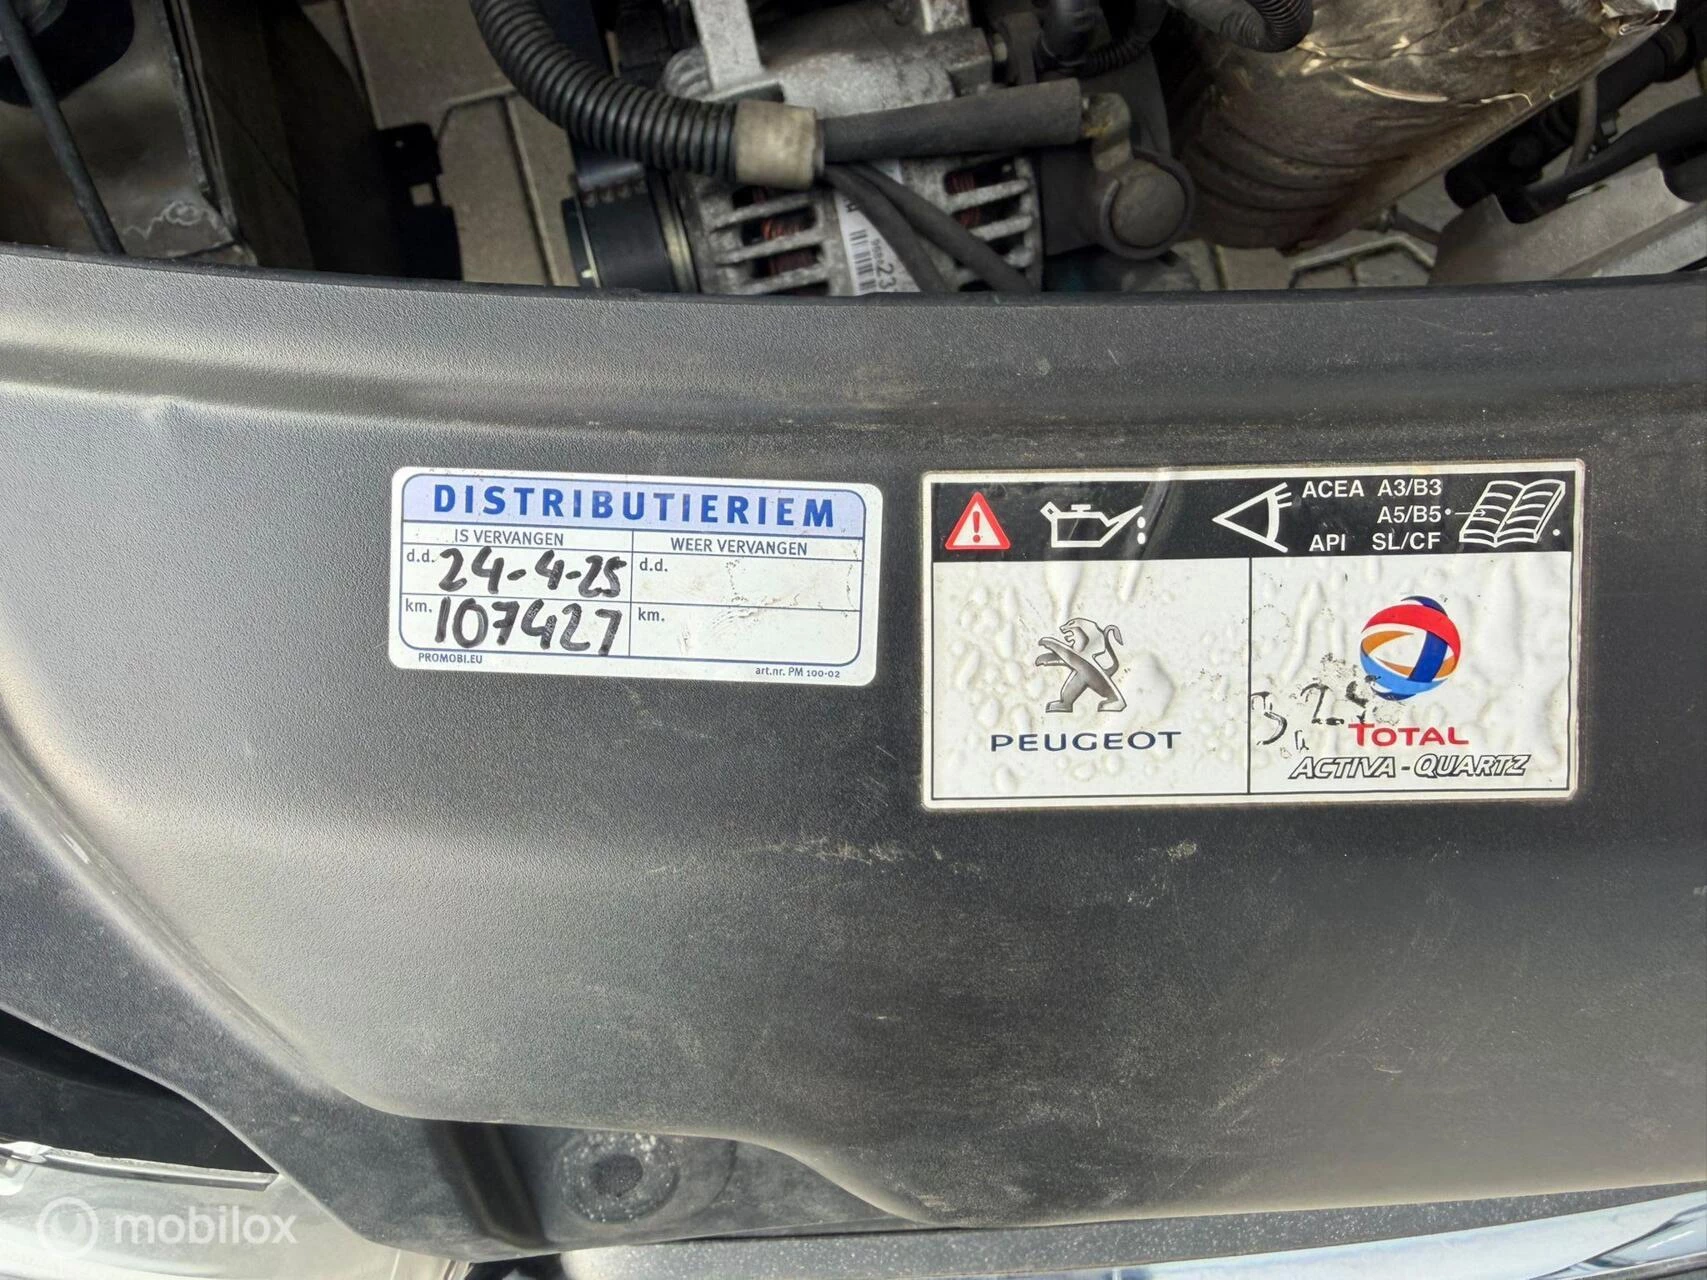 DISTRIBUTIERIEM
IS VERVANGEN
WEER VERVANGEN
d.d. 24-4-25
d.d.
km. 107427
km.
PROMOBI.EU
art.nr. PM 100-02
ACEA A3/B3
A5/B5
API SL/CF
PEUGEOT
TOTAL
ACTIVA-QUARTZ
mobilox